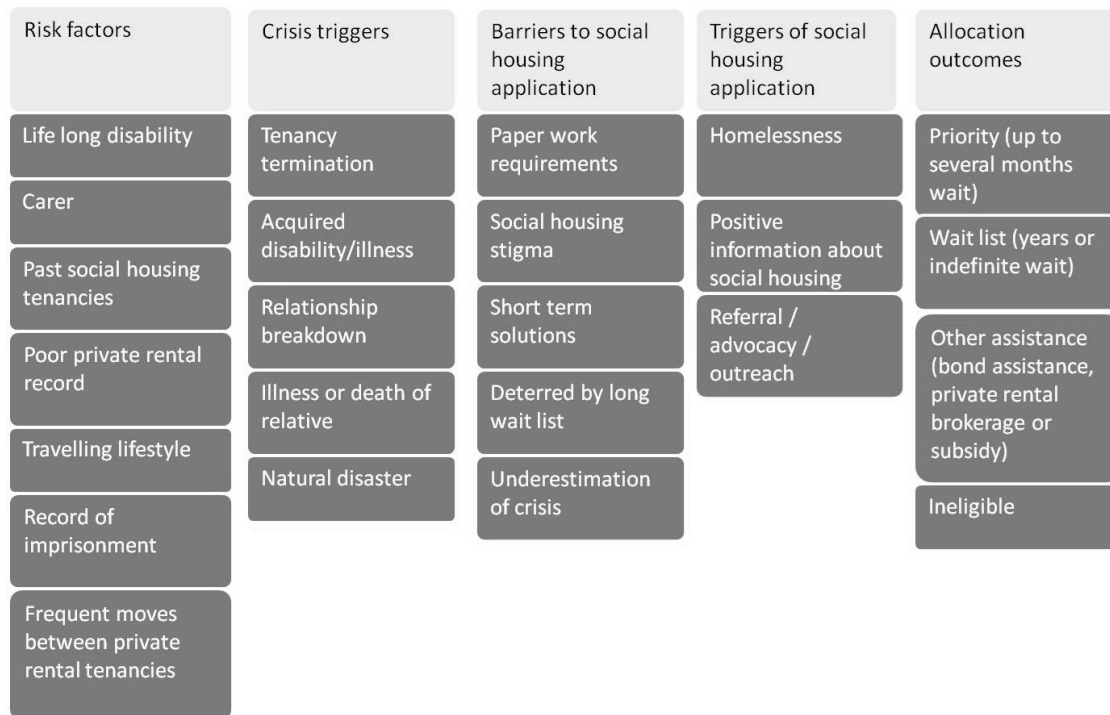 Risk factors
Life long disability
Carer
Past social housing
tenancies
Poor private rental
record
Travelling lifestyle
Record of
imprisonment
Frequent moves
between private
rental tenancies
Crisis triggers
Tenancy
termination
Acquired
disability/illness
Relationship
breakdown
Illness or death of
relative
Natural disaster
Barriers to social
housing
application
Paper work
requirements
Social housing
stigma
Short term
solutions
Deterred by long
wait list
Underestimation
of crisis
Triggers of social
housing
application
Homelessness
Positive
information about
social housing
Referral /
advocacy /
outreach
Allocation
outcomes
Priority (up to
several months
wait)
Wait list (years or
indefinite wait)
Other assistance
(bond assistance,
private rental
brokerage or
subsidy)
Ineligible